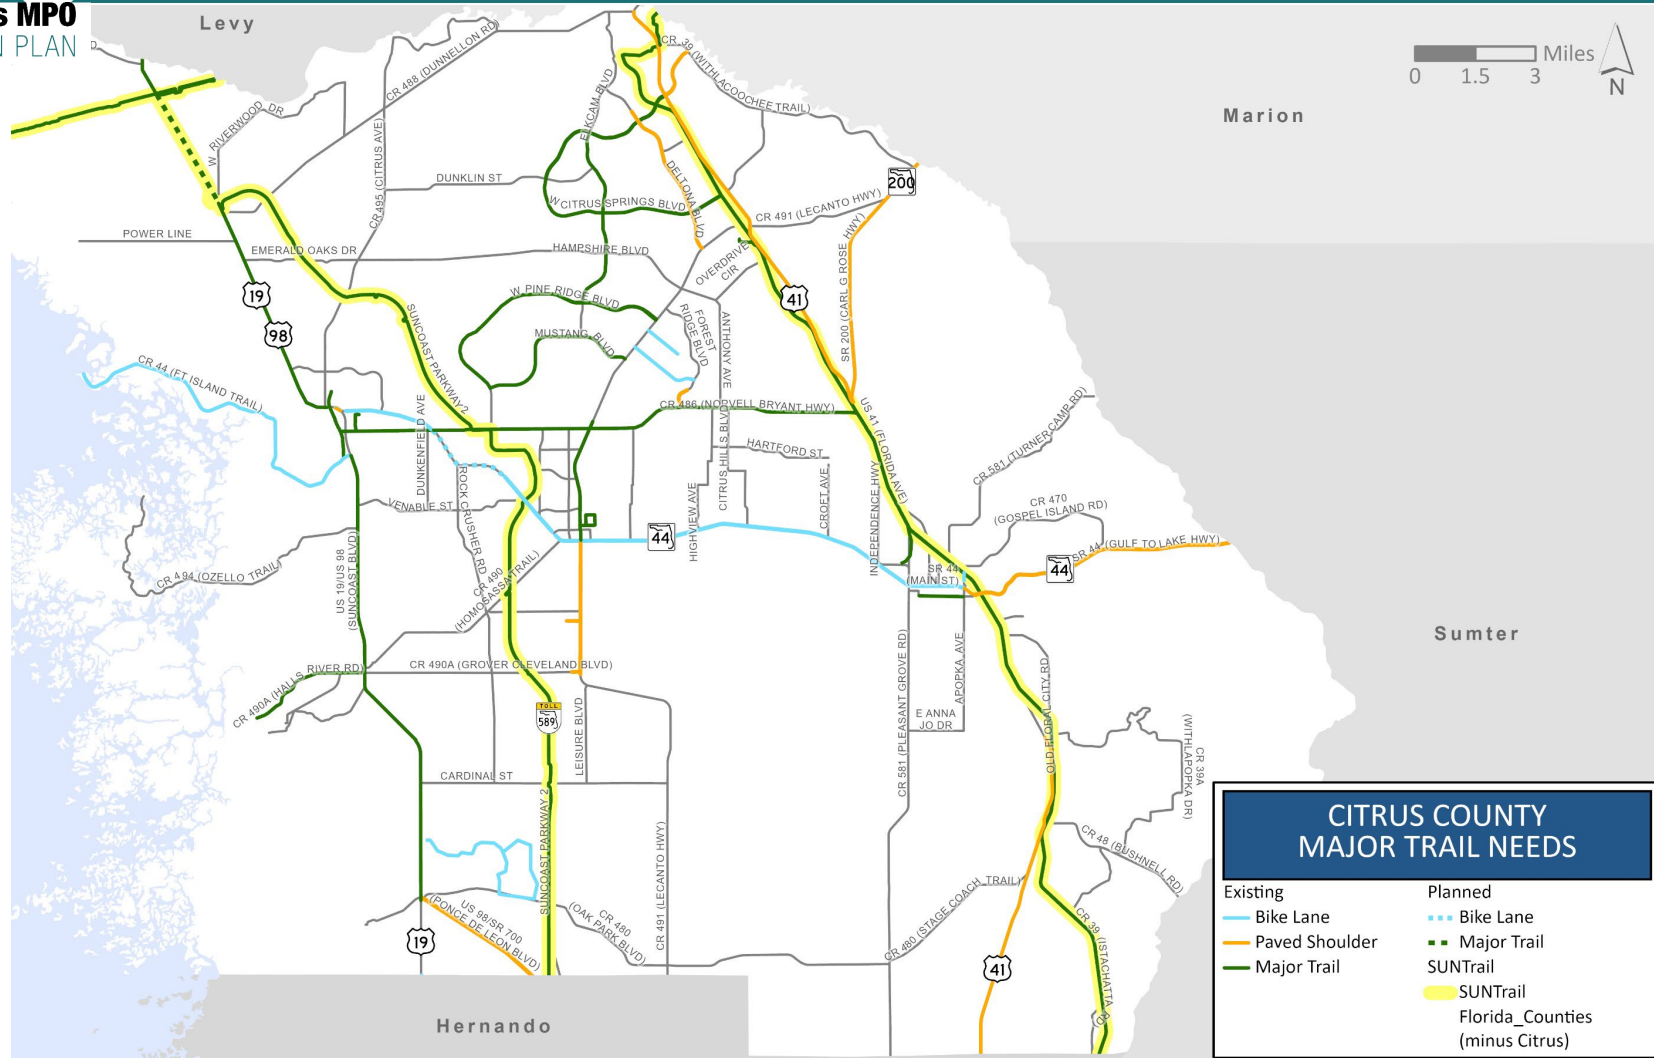 s MPO
N PLAN
Levy
Marion
Miles
0 1.5 3
N
CR 39 (WITHLACOOCHEE TRAIL)
CR 488 (DUNNELLON RD)
ELKCAM BLVD
W RIVERWOOD DR
CR 495 (CITRUS AVE)
DUNKLIN ST
DELTONA BLVD
200
W CITRUS SPRINGS BLVD
CR 491 (LECANTO HWY)
POWER LINE
EMERALD OAKS DR
HAMPSHIRE BLVD
OVERDRIVE
CIR
SR 200 (CARL G ROSE HWY)
19
98
41
W PINE RIDGE BLVD
SUNCOAST PARKWAY 2
MUSTANG BLVD
FOREST
RIDGE BLVD
ANTHONY AVE
CR 44 (FT ISLAND TRAIL)
CR 486 (NORVELL BRYANT HWY)
US 41 (FLORIDA AVE)
CR 581 (TURNER CAMP RD)
DUNKENFIELD AVE
HARTFORD ST
CITRUS HILLS BLVD
ROCK CRUSHER RD
VENABLE ST
HIGHVIEW AVE
CROFT AVE
INDEPENDENCE HWY
CR 470
(GOSPEL ISLAND RD)
44
SR 44 (GULF TO LAKE HWY)
44
SR 44
(MAIN ST)
CR 494 (OZELLO TRAIL)
US 19/US 98
(SUNCOAST BLVD)
CR 490
(HOMOSASSA TRAIL)
Sumter
CR 490A (HALLS RIVER RD)
CR 490A (GROVER CLEVELAND BLVD)
CR 581 (PLEASANT GROVE RD)
APOPKA AVE
OLD FLORAL CITY RD
E ANNA
JO DR
TOLL
589
LEISURE BLVD
CR 39A
(WITHLAPOPKA DR)
CARDINAL ST
SUNCOAST PARKWAY 2
CR 491 (LECANTO HWY)
CR 48 (BUSHNELL RD)
CR 480 (STAGE COACH TRAIL)
US 98/SR 700
(PONCE DE LEON BLVD)
CR 480
(OAK PARK BLVD)
CR 39 (ISTACHATTA RD)
19
41
Hernando
CITRUS COUNTY
MAJOR TRAIL NEEDS
Existing
Bike Lane
Paved Shoulder
Major Trail
Planned
Bike Lane
Major Trail
SUNTrail
SUNTrail
Florida_Counties
(minus Citrus)